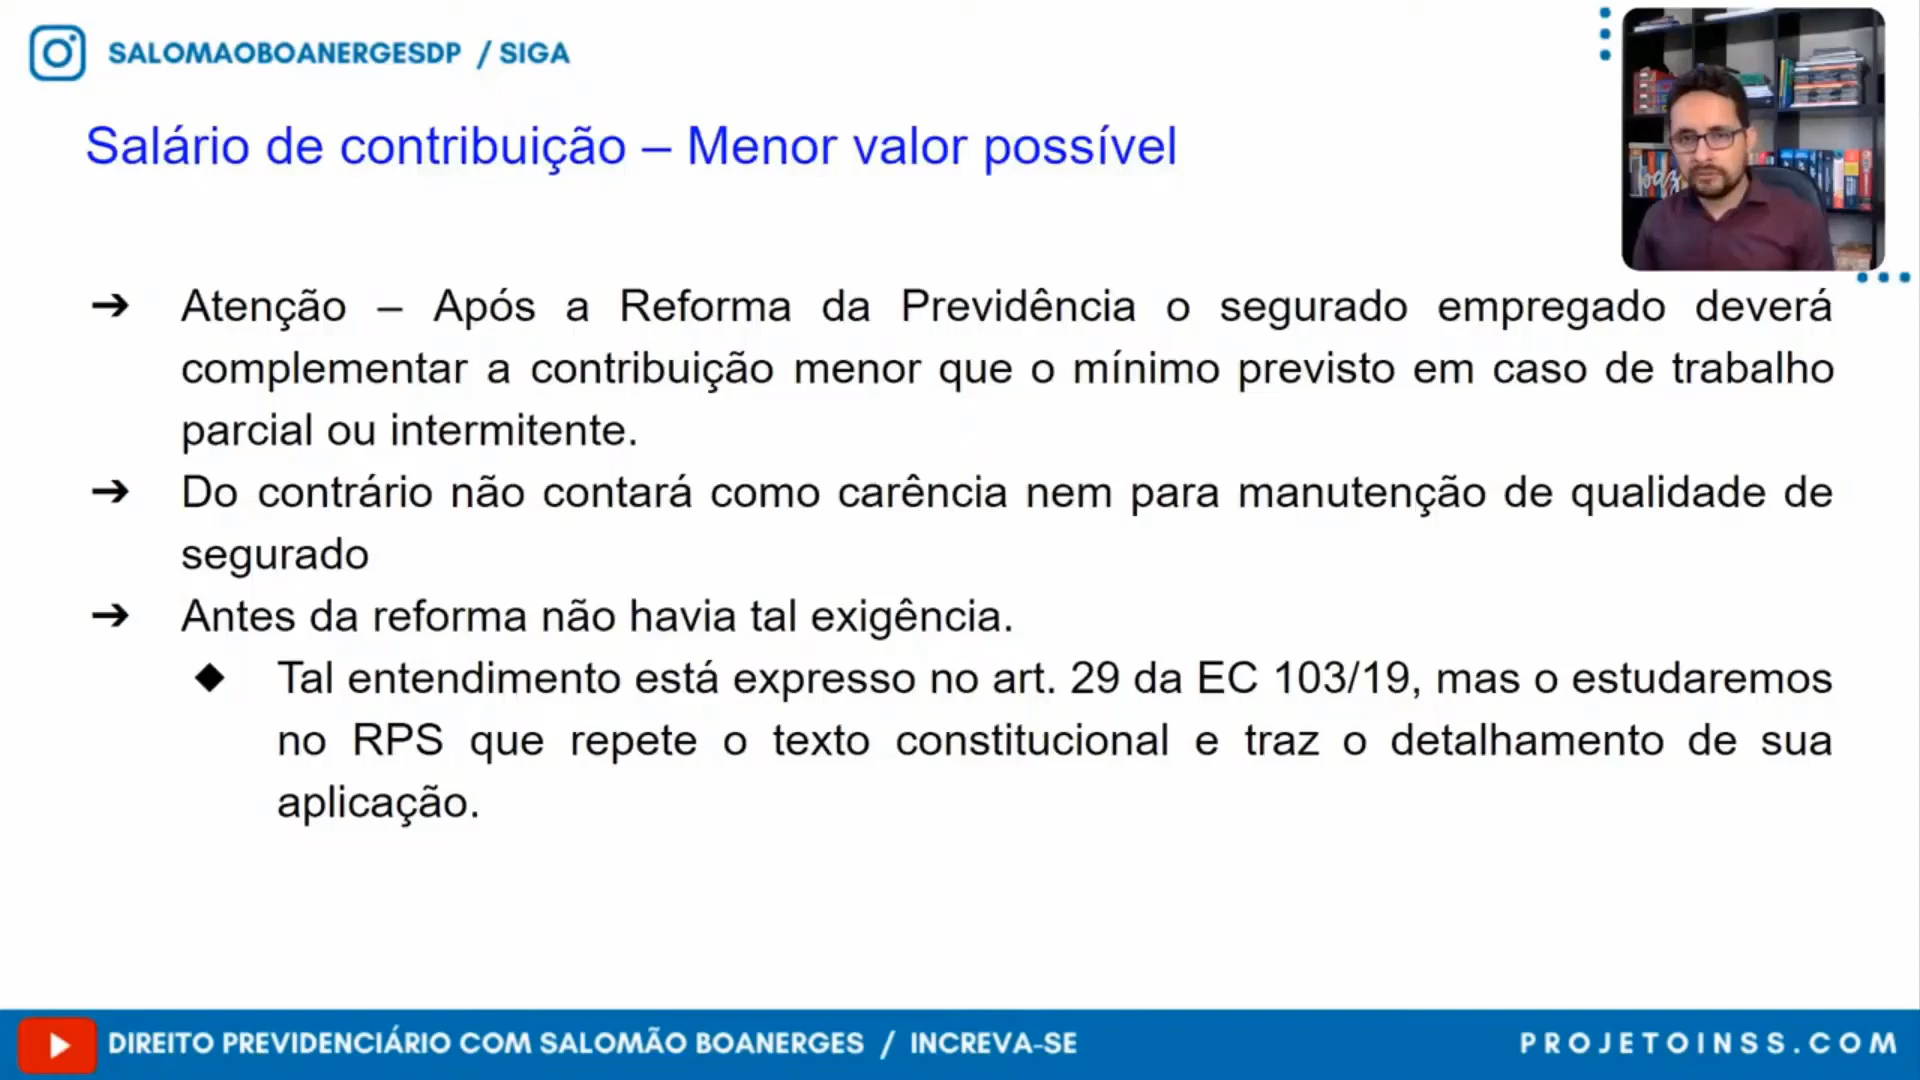 SALOMAOBOANERGESDP / SIGA
Salário de contribuição – Menor valor possível
➔ Atenção – Após a Reforma da Previdência o segurado empregado deverá
complementar a contribuição menor que o mínimo previsto em caso de trabalho
parcial ou intermitente.
➔ Do contrário não contará como carência nem para manutenção de qualidade de
segurado
➔ Antes da reforma não havia tal exigência.
◆ Tal entendimento está expresso no art. 29 da EC 103/19, mas o estudaremos
no RPS que repete o texto constitucional e traz o detalhamento de sua
aplicação.
DIREITO PREVIDENCIÁRIO COM SALOMÃO BOANERGES / INCREVA-SE
PROJETOINSS.COM